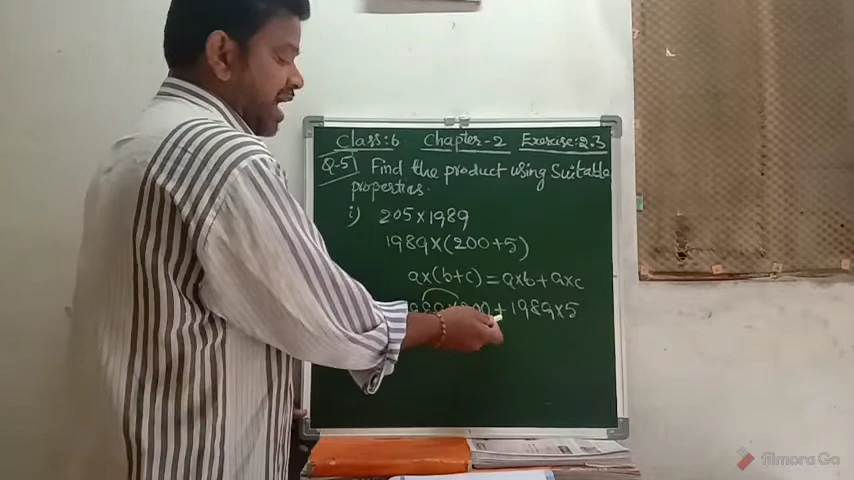 Class:6 Chapter-2 Exercise:2.3
Q-5] Find the product using Suitable
properties.
i) 205×1989
1989×(200+5)
a×(b+c)=a×b+a×c
+1989×5
filmora Go